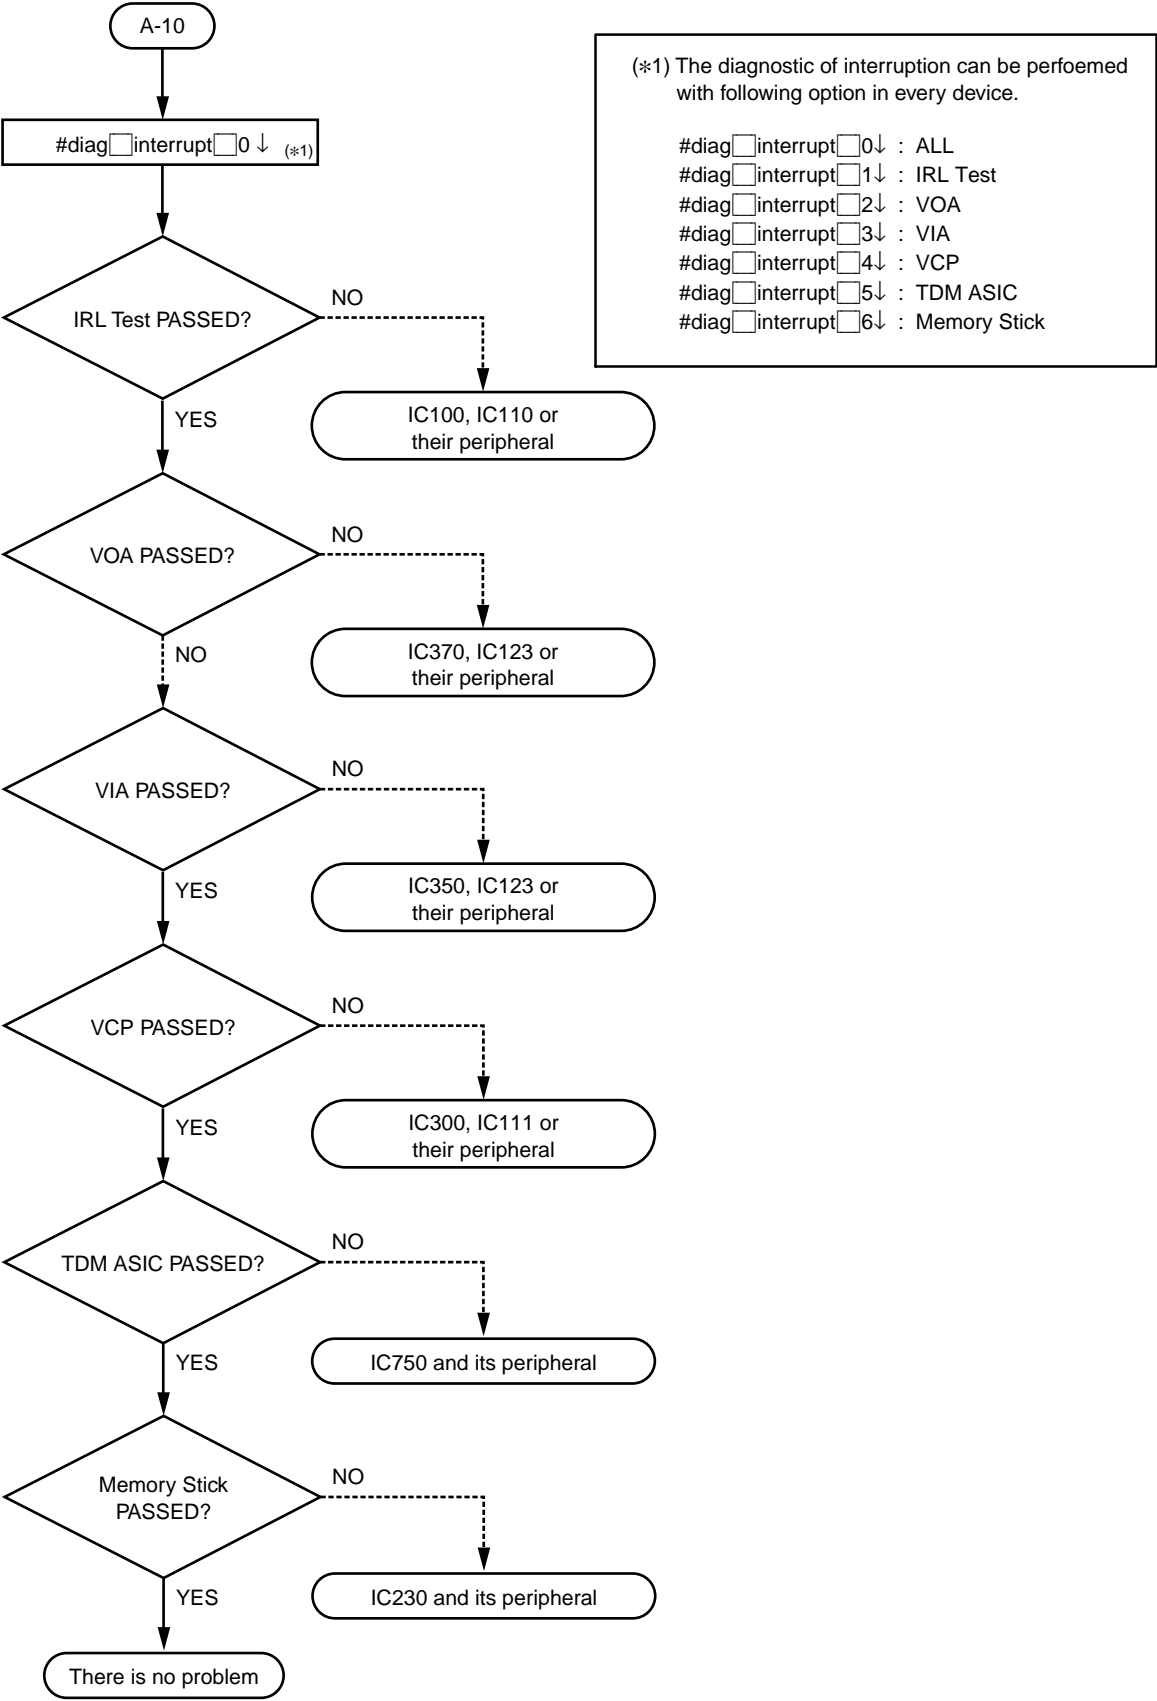 A-10
#diag□interrupt□0 ↓ (*1)
(*1) The diagnostic of interruption can be perfoemed
with following option in every device.
#diag□interrupt□0↓ : ALL
#diag□interrupt□1↓ : IRL Test
#diag□interrupt□2↓ : VOA
#diag□interrupt□3↓ : VIA
#diag□interrupt□4↓ : VCP
#diag□interrupt□5↓ : TDM ASIC
#diag□interrupt□6↓ : Memory Stick
IRL Test PASSED?
NO
IC100, IC110 or
their peripheral
YES
VOA PASSED?
NO
IC370, IC123 or
their peripheral
NO
VIA PASSED?
NO
IC350, IC123 or
their peripheral
YES
VCP PASSED?
NO
IC300, IC111 or
their peripheral
YES
TDM ASIC PASSED?
NO
IC750 and its peripheral
YES
Memory Stick
PASSED?
NO
IC230 and its peripheral
YES
There is no problem